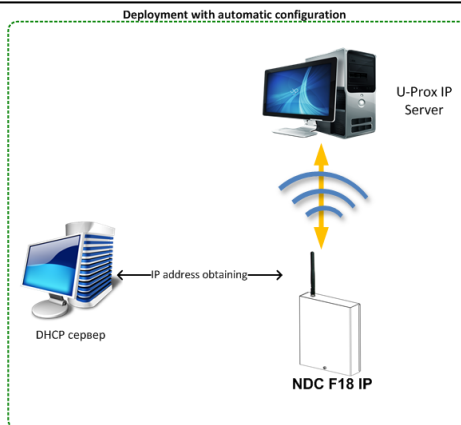 Deployment with automatic configuration
U-Prox IP
Server
IP address obtaining
DHCP сервер
NDC F18 IP